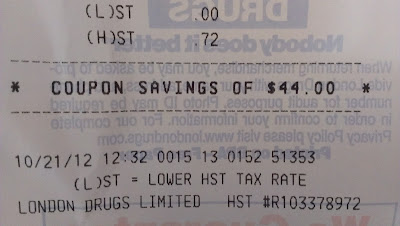 (L)ST .00
(H)ST .72
* COUPON SAVINGS OF $44.00 *
10/21/12 12:32 0015 13 0152 51353
(L)ST = LOWER HST TAX RATE
LONDON DRUGS LIMITED HST #R103378972